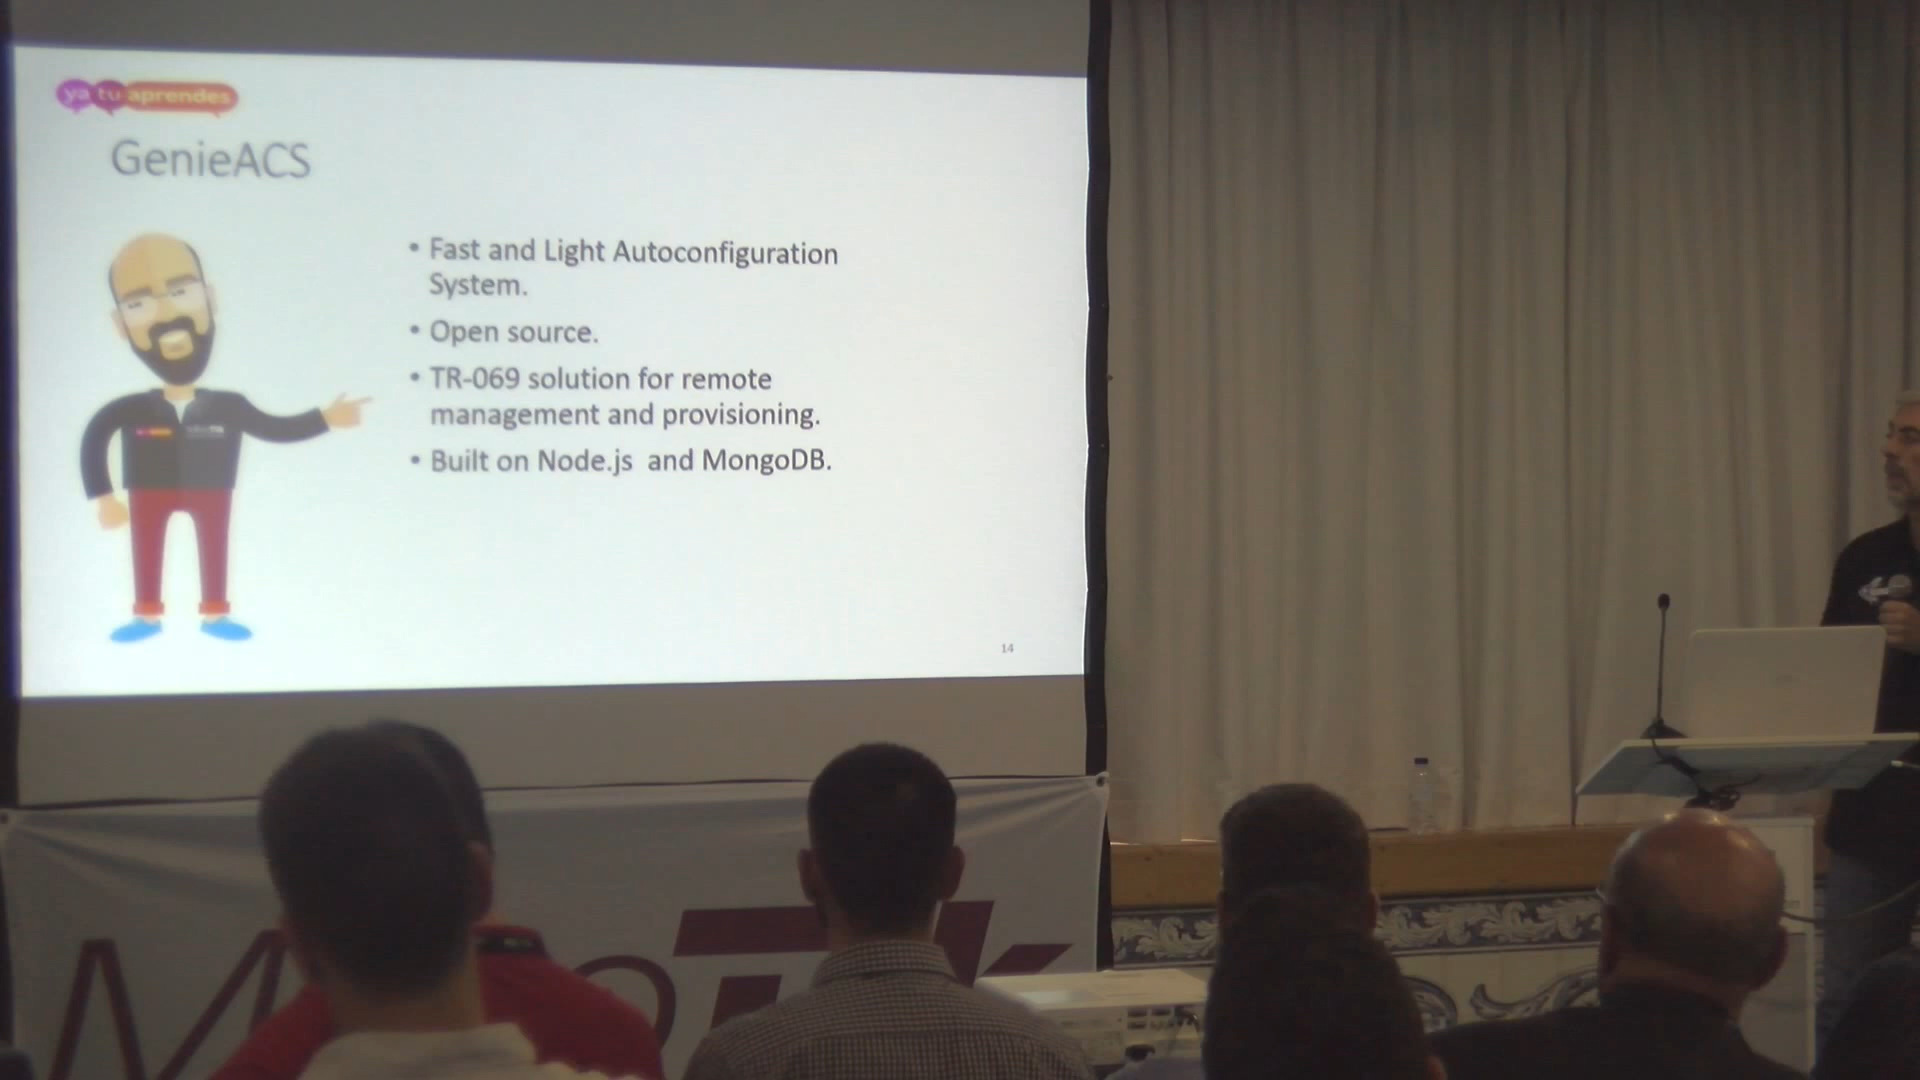 ya tu aprendes
GenieACS
• Fast and Light Autoconfiguration
System.
• Open source.
• TR-069 solution for remote
management and provisioning.
• Built on Node.js and MongoDB.
14